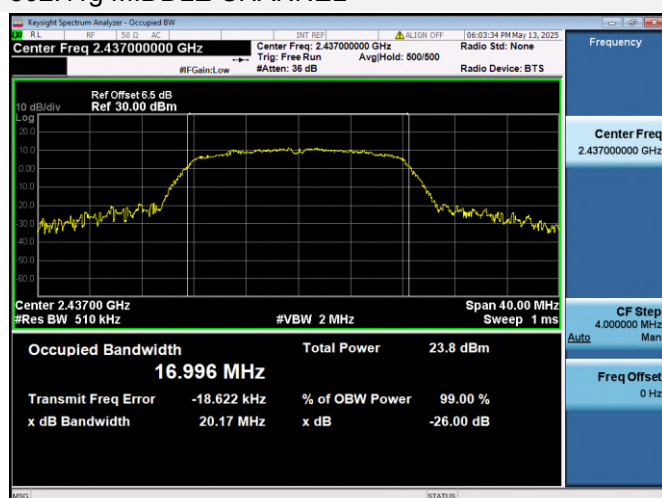 802.11g MIDDLE CHANNEL
Keysight Spectrum Analyzer - Occupied BW
RL RF 50 Ω AC INT REF ALIGN OFF 06:03:34 PM May 13, 2025
Center Freq 2.437000000 GHz
Center Freq: 2.437000000 GHz
Radio Std: None
Trig: Free Run Avg|Hold: 500/500
#IFGain:Low #Atten: 36 dB Radio Device: BTS
Ref Offset 6.5 dB
10 dB/div Ref 30.00 dBm
Log
20.0
10.0
0.00
-10.0
-20.0
-30.0
-40.0
-50.0
-60.0
Center 2.43700 GHz Span 40.00 MHz
#Res BW 510 kHz #VBW 2 MHz Sweep 1 ms
Occupied Bandwidth Total Power 23.8 dBm
16.996 MHz
Transmit Freq Error -18.622 kHz % of OBW Power 99.00 %
x dB Bandwidth 20.17 MHz x dB -26.00 dB
MSG STATUS
Frequency
Center Freq
2.437000000 GHz
CF Step
4.000000 MHz
Auto Man
Freq Offset
0 Hz